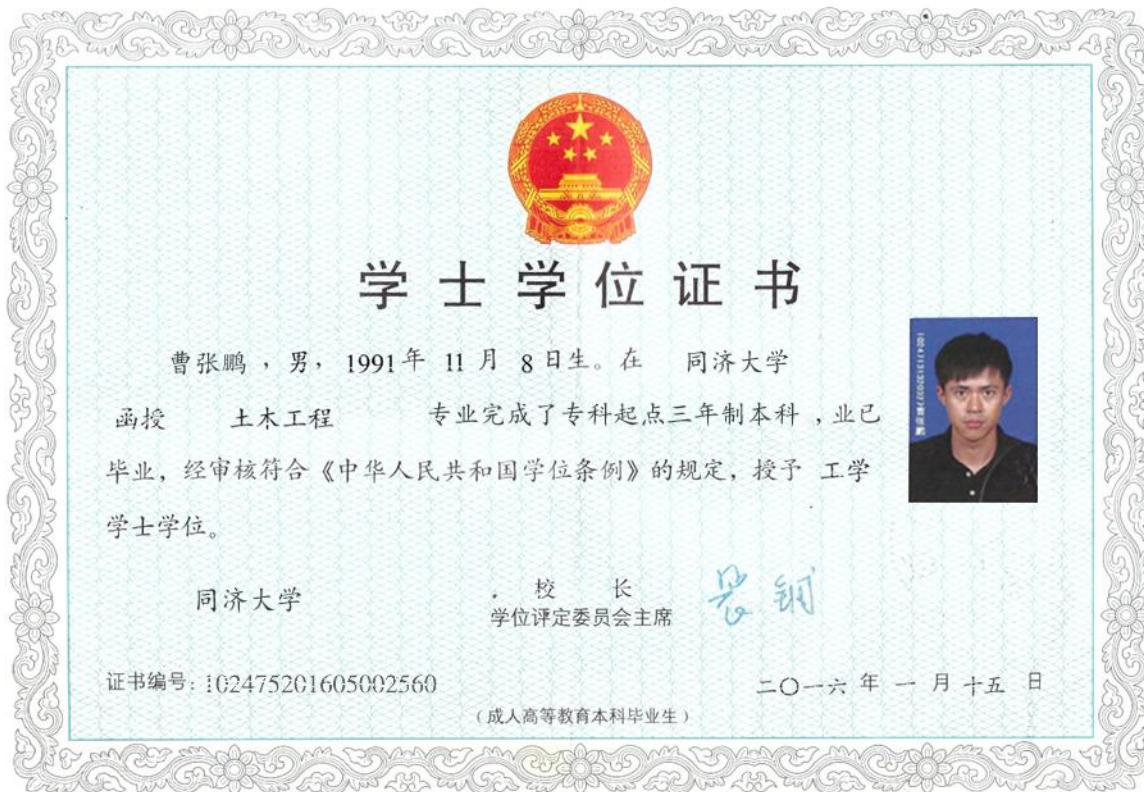 学士学位证书
曹张鹏，男，1991年 11月 8日生。在 同济大学
函授 土木工程 专业完成了专科起点三年制本科，业已
毕业，经审核符合《中华人民共和国学位条例》的规定，授予 工学
学士学位。
同济大学
校 长
学位评定委员会主席
证书编号：102475201605002560
二〇一六年 一月十五日
（成人高等教育本科毕业生）